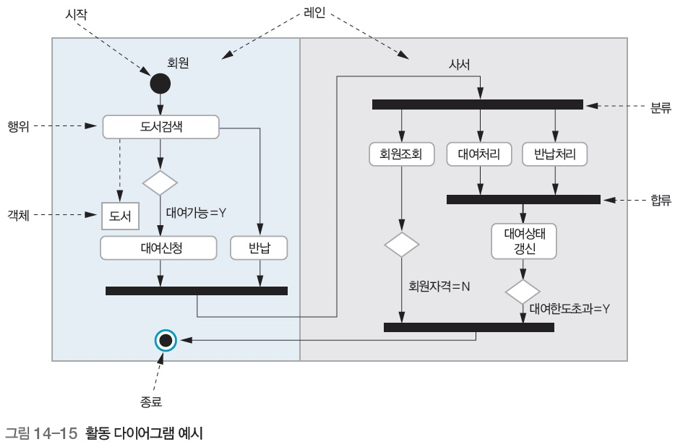 시작
레인
회원
사서
분류
행위
도서검색
회원조회
대여처리
반납처리
객체
도서
대여가능=Y
합류
대여신청
반납
대여상태
갱신
회원자격=N
대여한도초과=Y
종료
그림 14-15 활동 다이어그램 예시